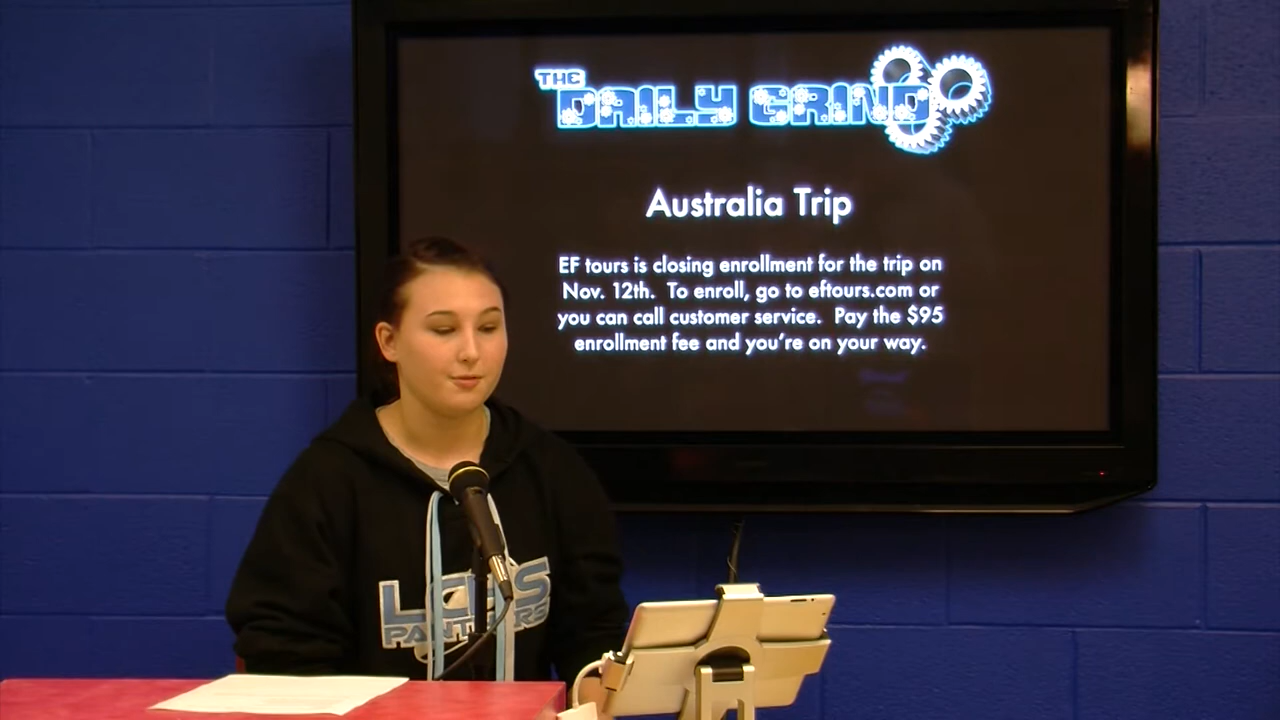 THE
DAILY GRIND
Australia Trip
EF tours is closing enrollment for the trip on
Nov. 12th.  To enroll, go to eftours.com or
you can call customer service.  Pay the $95
enrollment fee and you're on your way.
PANTHERS